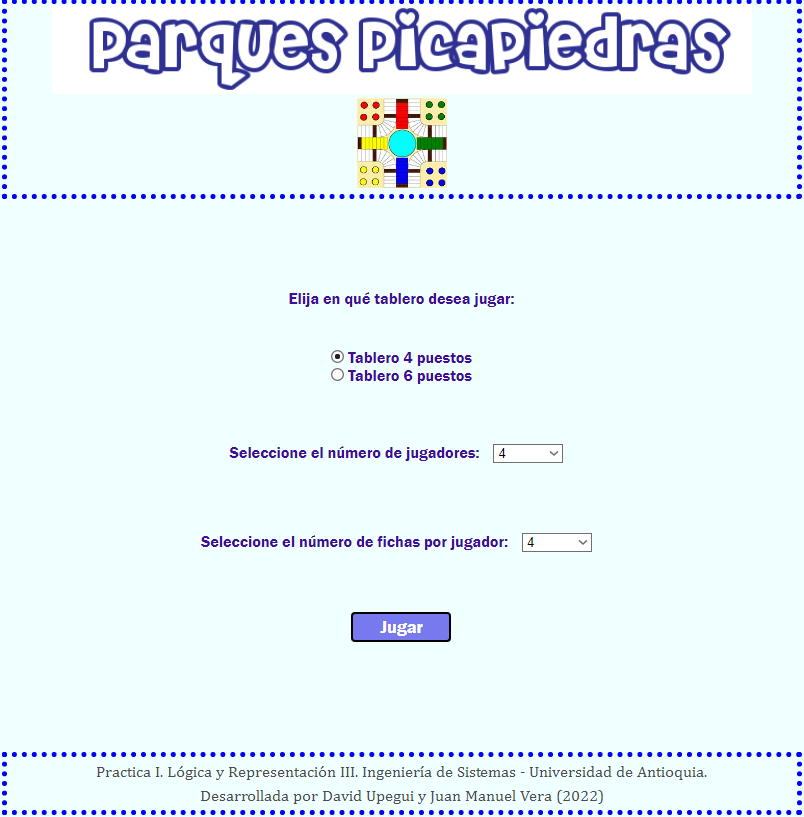 Parques Picapiedras
Elija en qué tablero desea jugar:
Tablero 4 puestos
Tablero 6 puestos
Seleccione el número de jugadores: 4
Seleccione el número de fichas por jugador: 4
Jugar
Practica I. Lógica y Representación III. Ingeniería de Sistemas - Universidad de Antioquia.
Desarrollada por David Upegui y Juan Manuel Vera (2022)